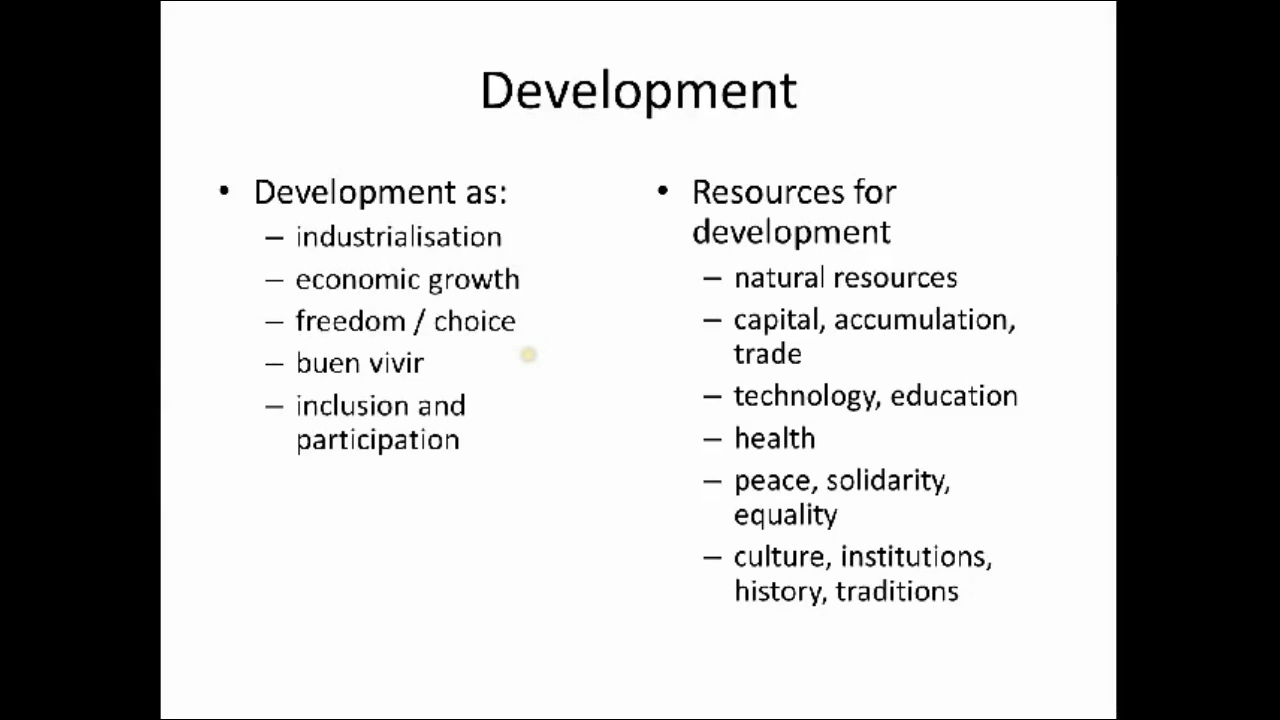 Development
• Development as:
– industrialisation
– economic growth
– freedom / choice
– buen vivir
– inclusion and
participation
• Resources for
development
– natural resources
– capital, accumulation,
trade
– technology, education
– health
– peace, solidarity,
equality
– culture, institutions,
history, traditions